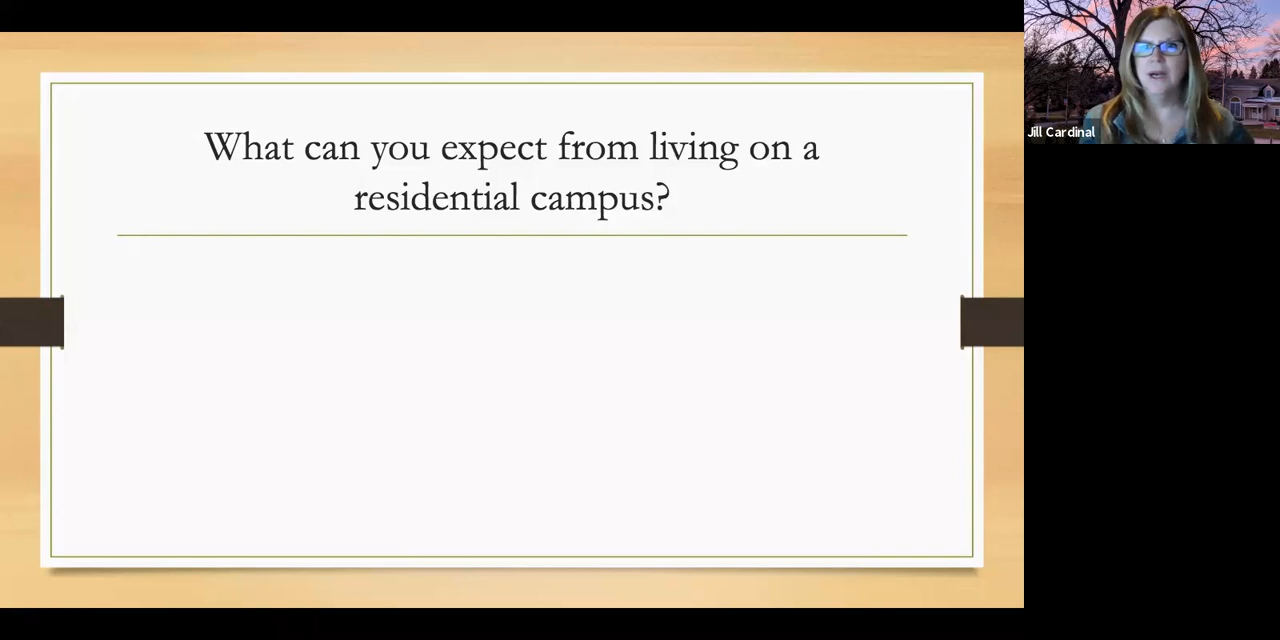 What can you expect from living on a
residential campus?
Jill Cardinal